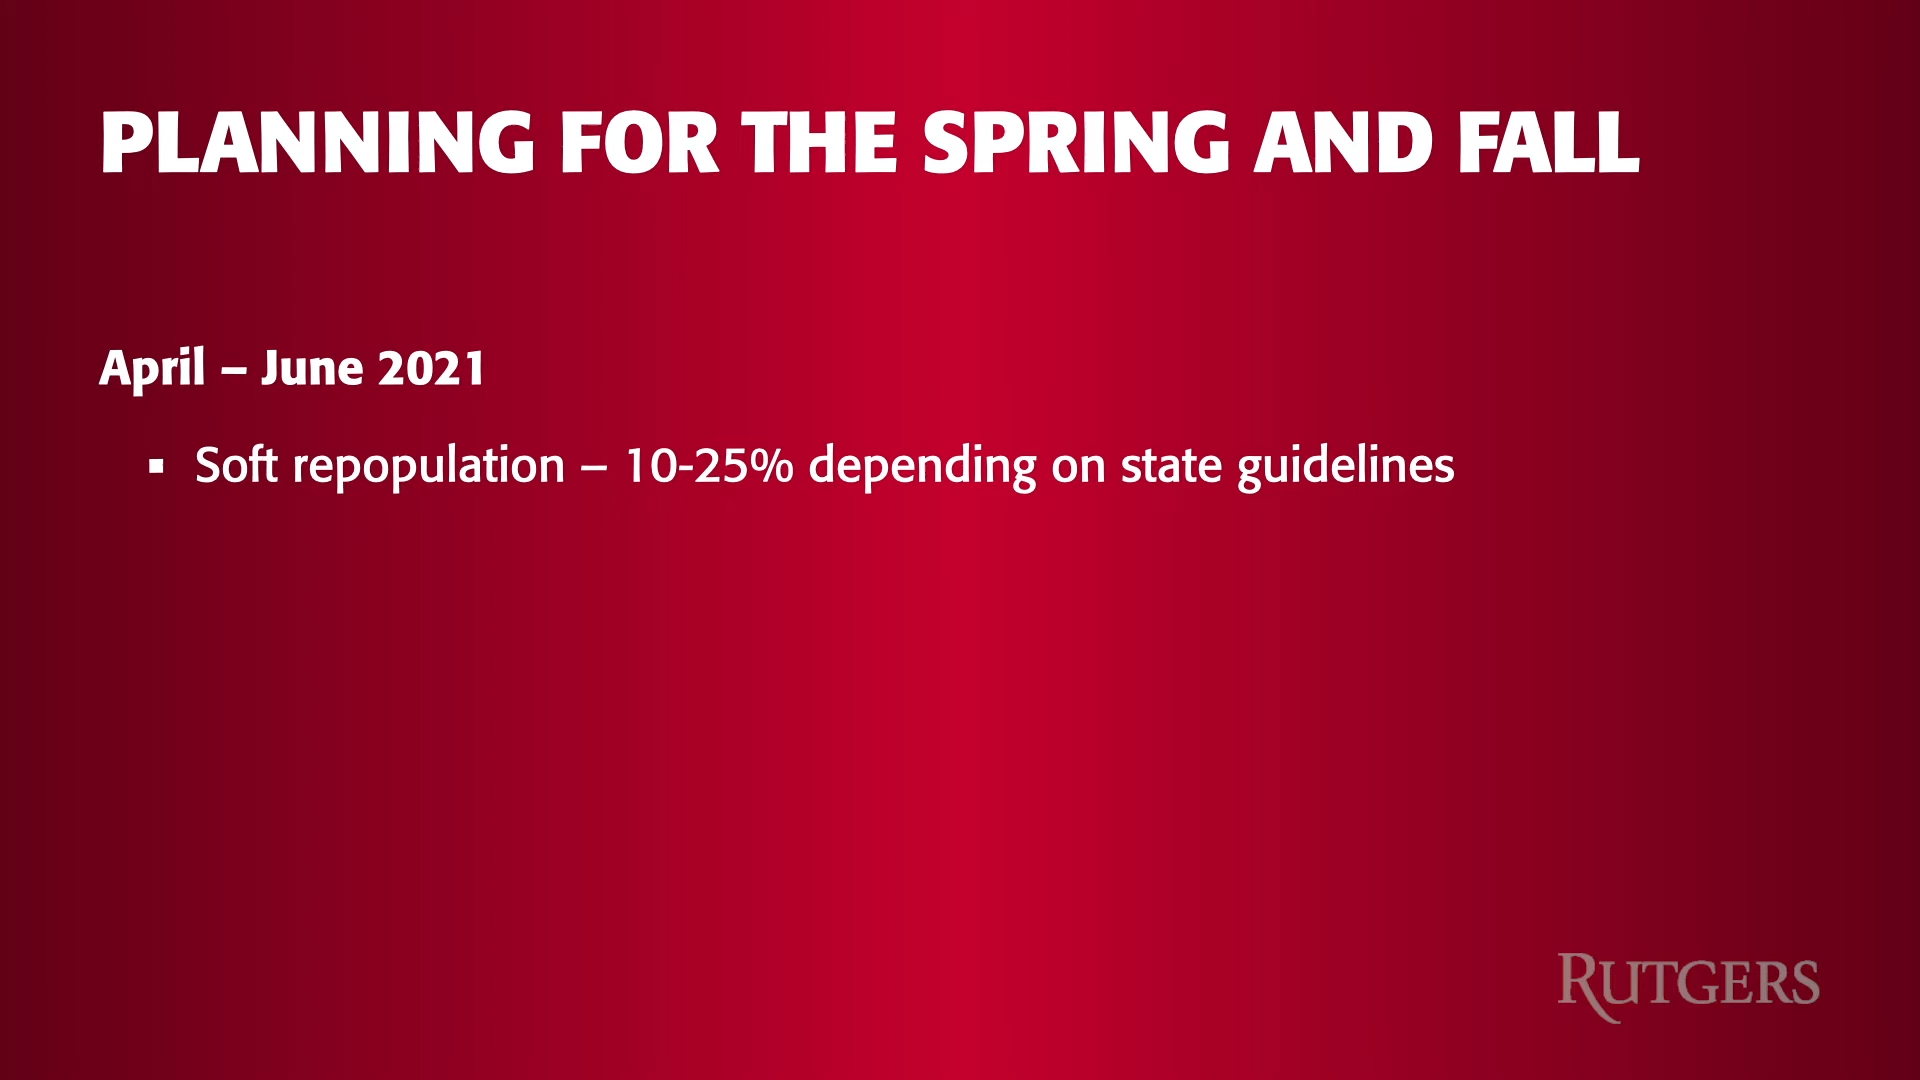 PLANNING FOR THE SPRING AND FALL
April – June 2021
▪ Soft repopulation – 10-25% depending on state guidelines
RUTGERS